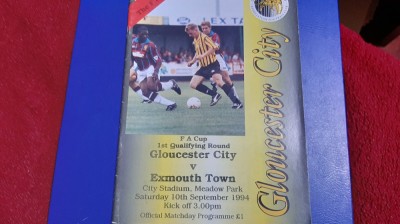 F A Cup
1st Qualifying Round
Gloucester City
v
Exmouth Town
City Stadium, Meadow Park
Saturday 10th September 1994
Kick off 3.00pm
Official Matchday Programme £1
Gloucester City